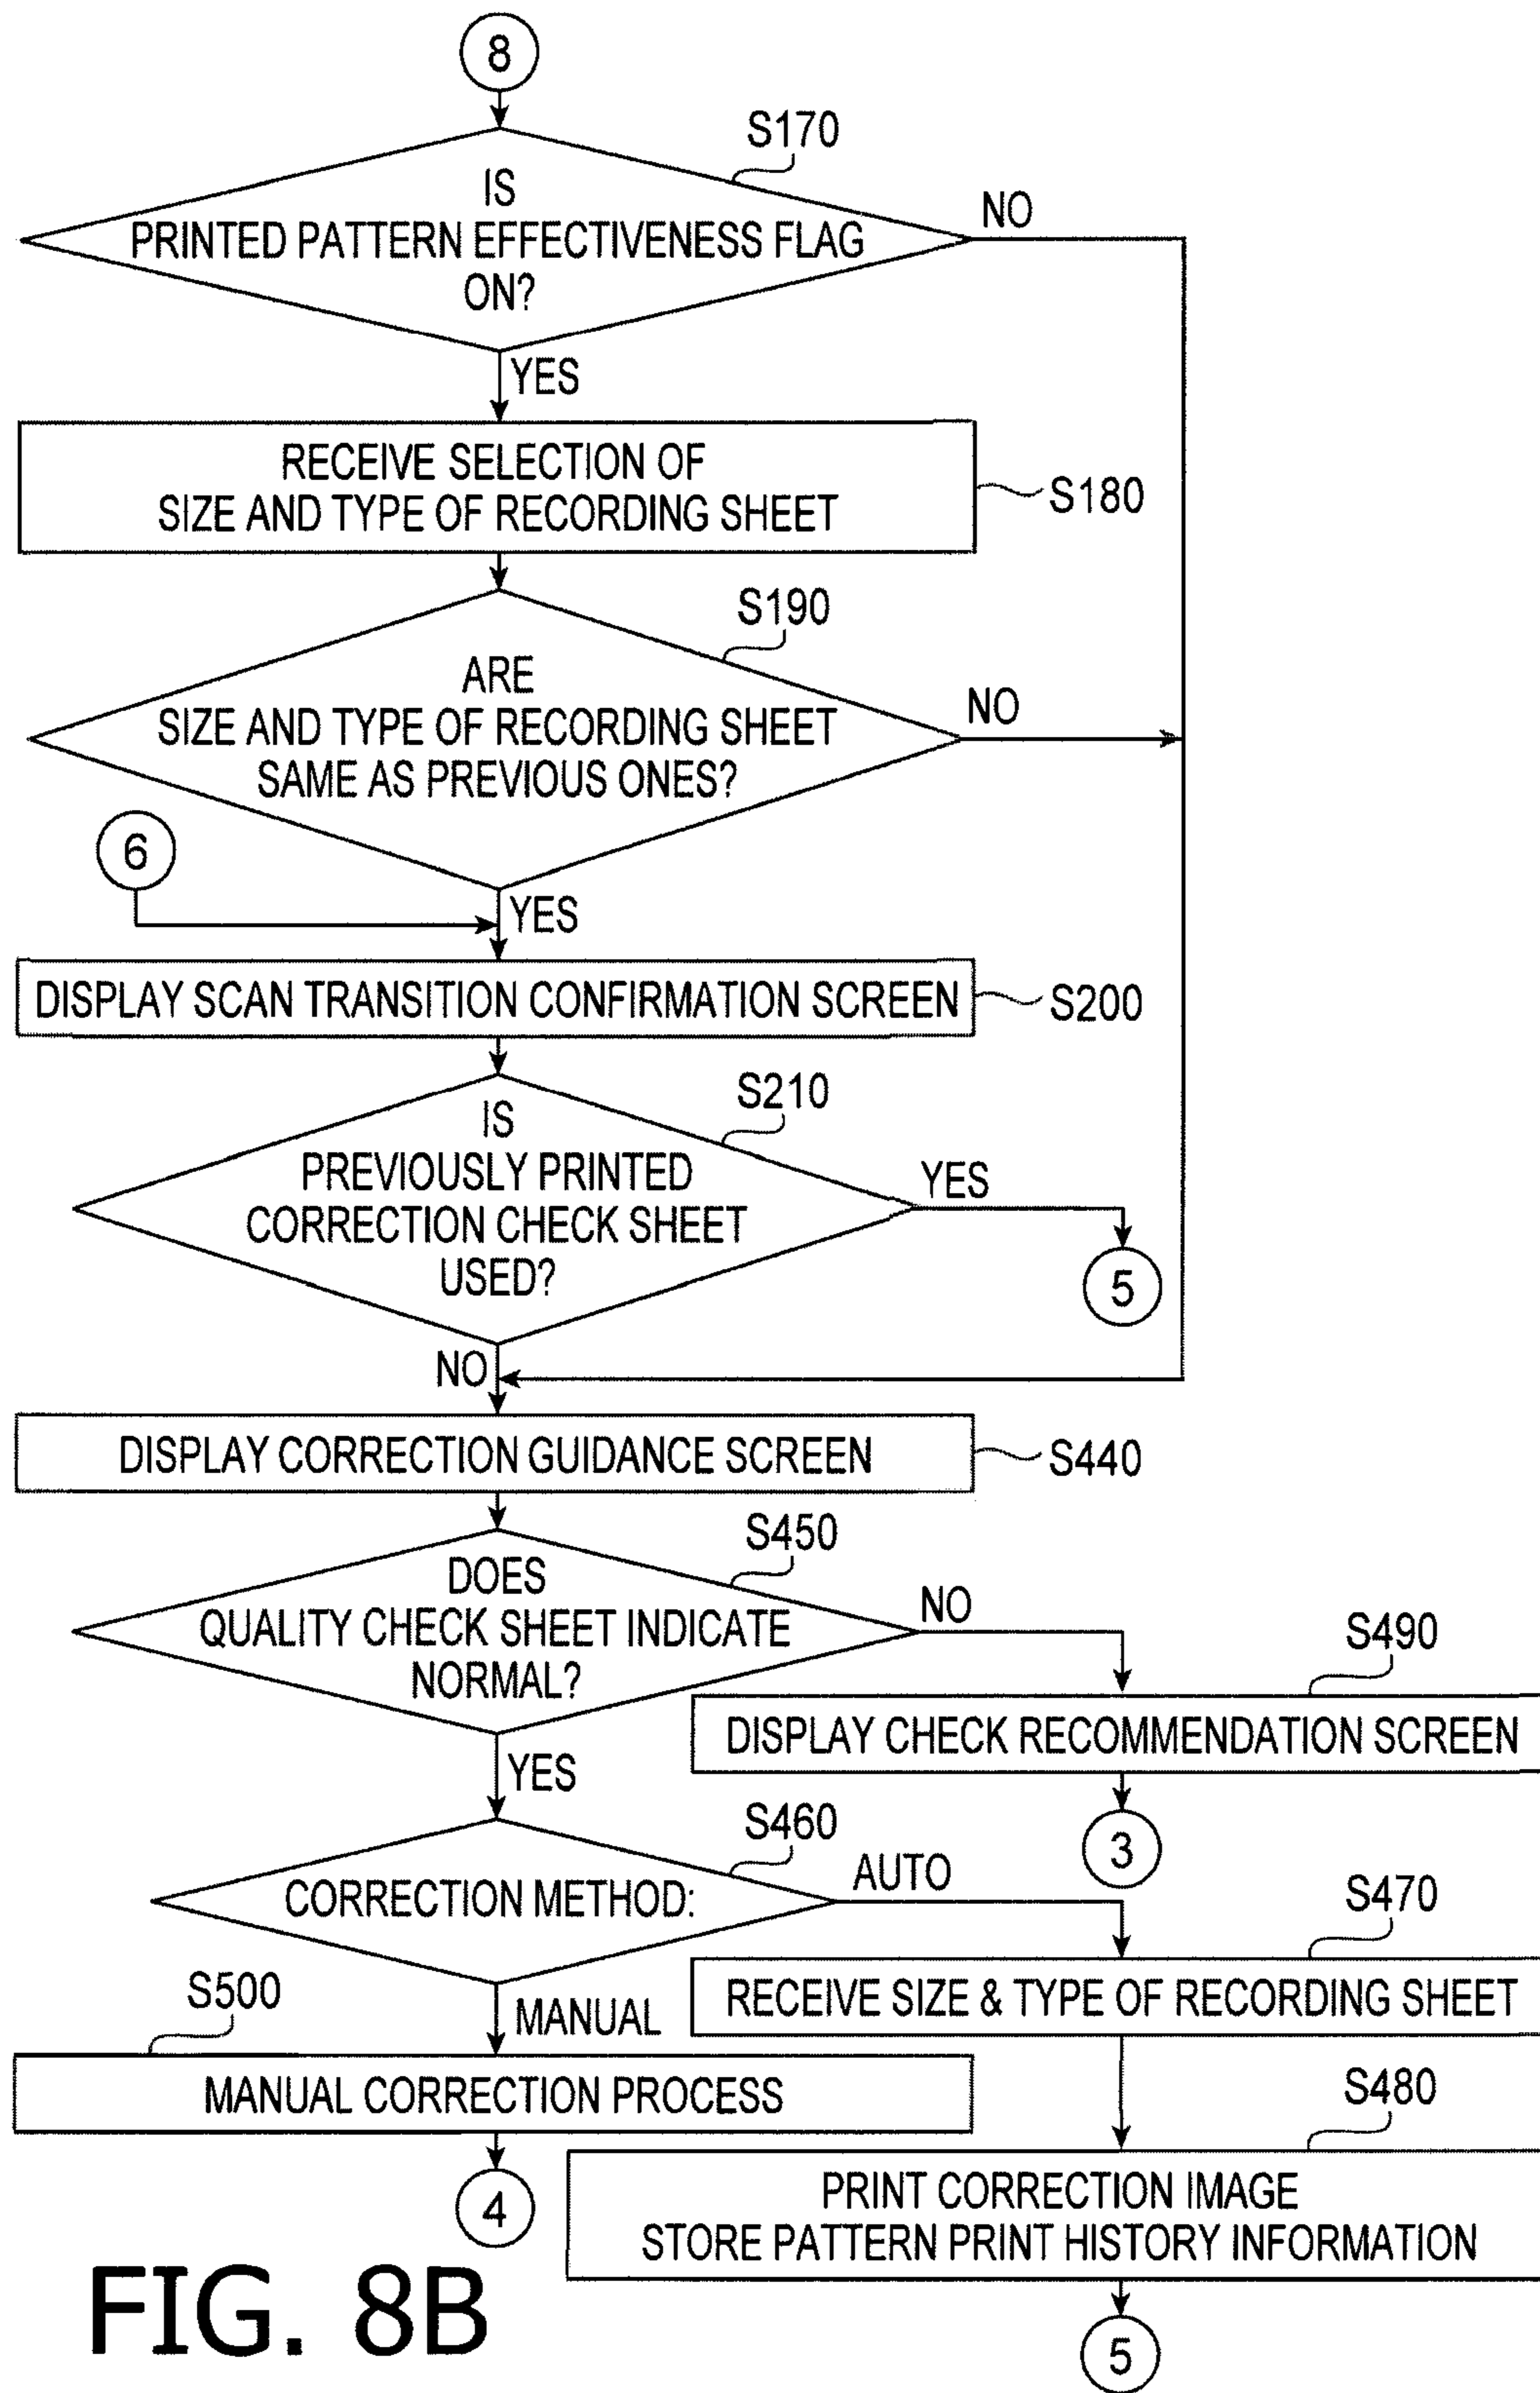 8
S170
IS
PRINTED PATTERN EFFECTIVENESS FLAG
ON?
NO
YES
RECEIVE SELECTION OF
SIZE AND TYPE OF RECORDING SHEET
S180
S190
ARE
SIZE AND TYPE OF RECORDING SHEET
SAME AS PREVIOUS ONES?
NO
6
YES
DISPLAY SCAN TRANSITION CONFIRMATION SCREEN
S200
S210
IS
PREVIOUSLY PRINTED
CORRECTION CHECK SHEET
USED?
YES
5
NO
DISPLAY CORRECTION GUIDANCE SCREEN
S440
S450
DOES
QUALITY CHECK SHEET INDICATE
NORMAL?
NO
S490
DISPLAY CHECK RECOMMENDATION SCREEN
YES
3
S460
CORRECTION METHOD:
AUTO
S470
RECEIVE SIZE & TYPE OF RECORDING SHEET
S500
MANUAL
MANUAL CORRECTION PROCESS
4
S480
PRINT CORRECTION IMAGE
STORE PATTERN PRINT HISTORY INFORMATION
5
FIG. 8B